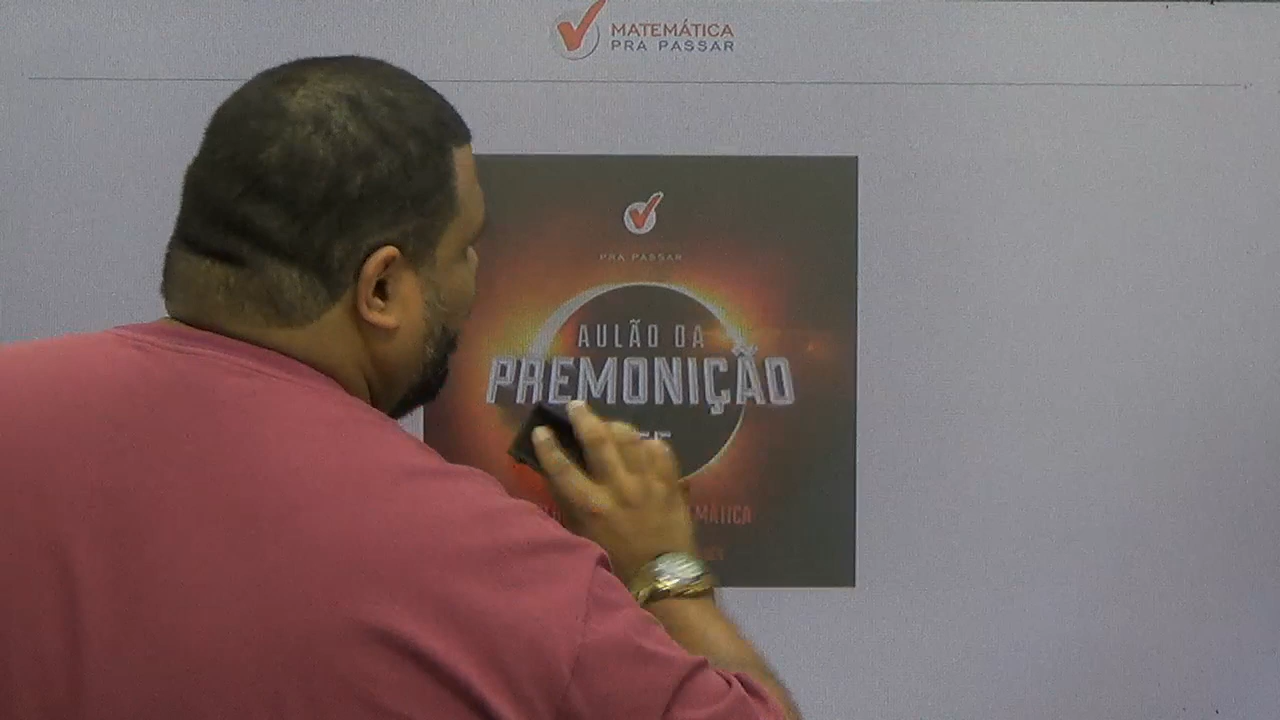 MATEMÁTICA
PRA PASSAR
PRA PASSAR
AULÃO DA
PREMONIÇÃO